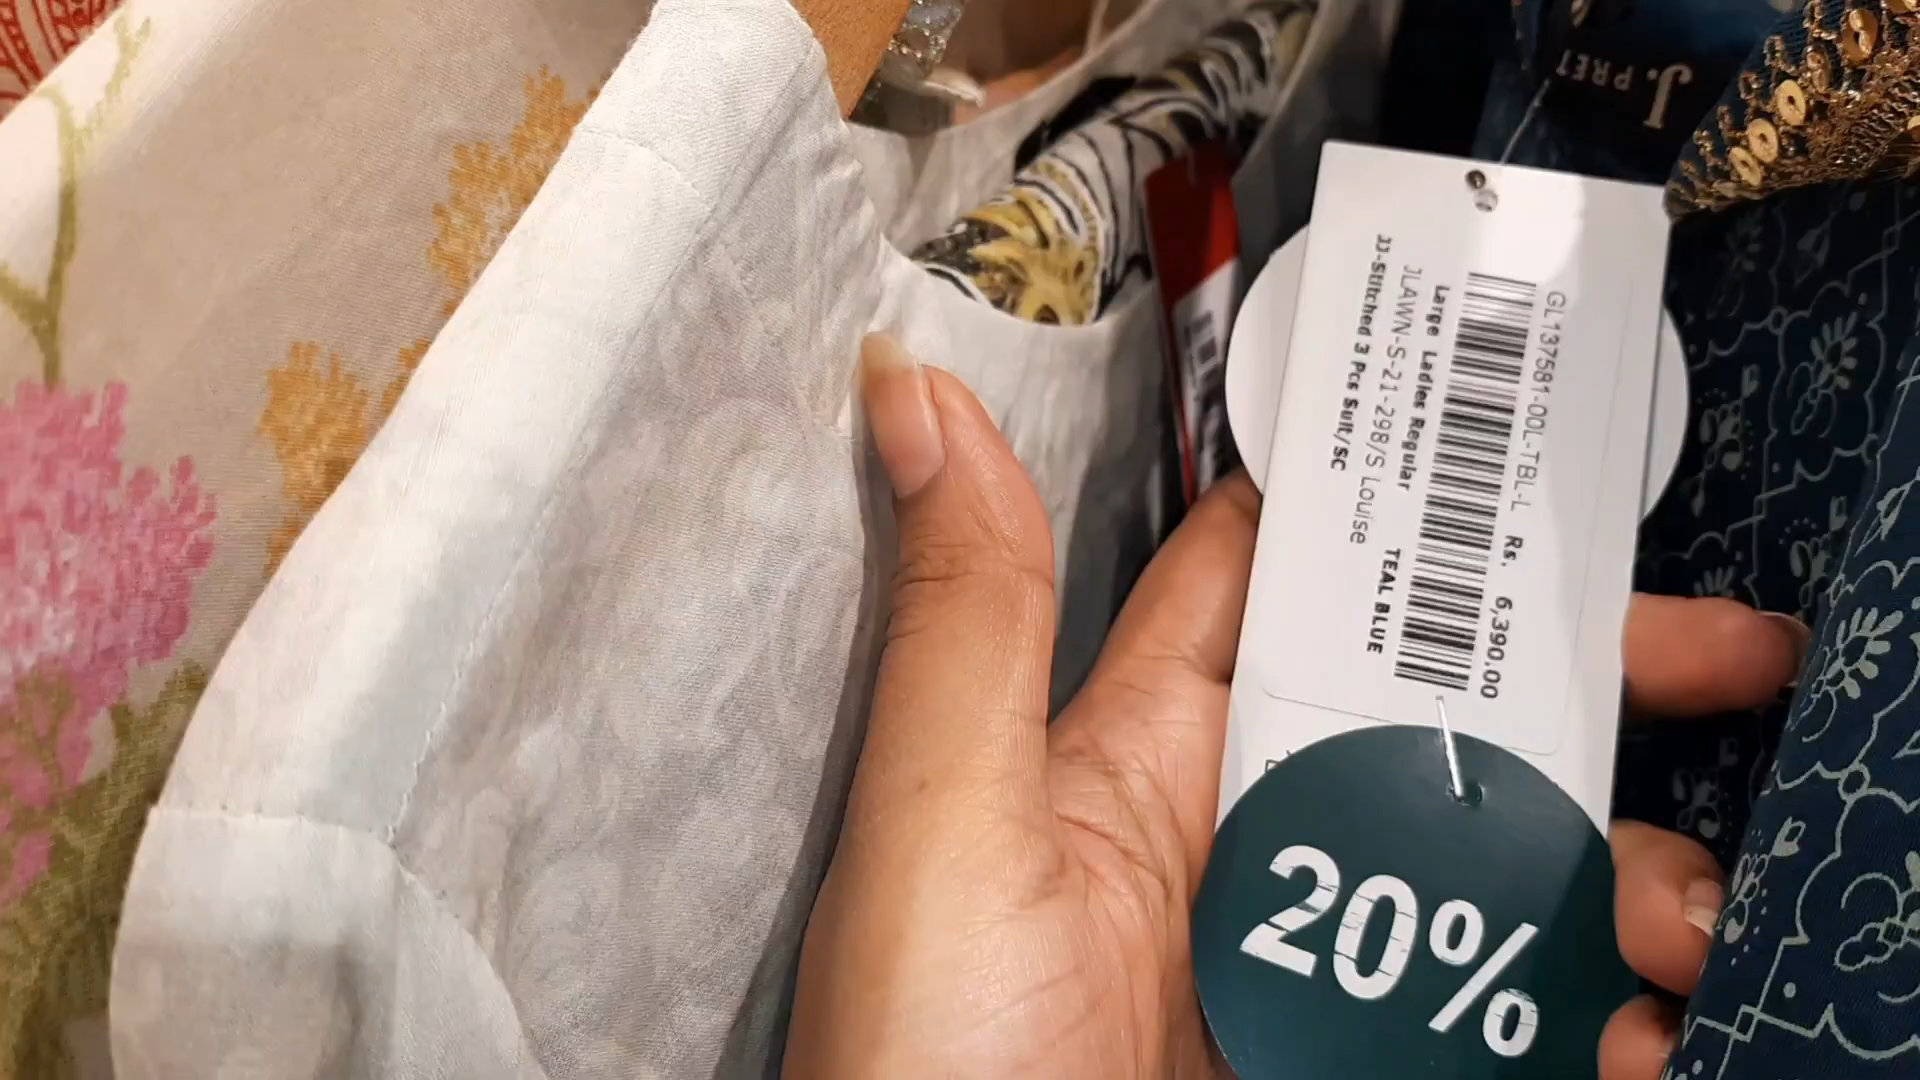 J.
PRET
GL137581-00L-TBL-L Rs. 6,390.00
Large Ladies Regular TEAL BLUE
JLAWN-S-21-298/S Louise
JJ-Stitched 3 Pcs Suit/SC
20%